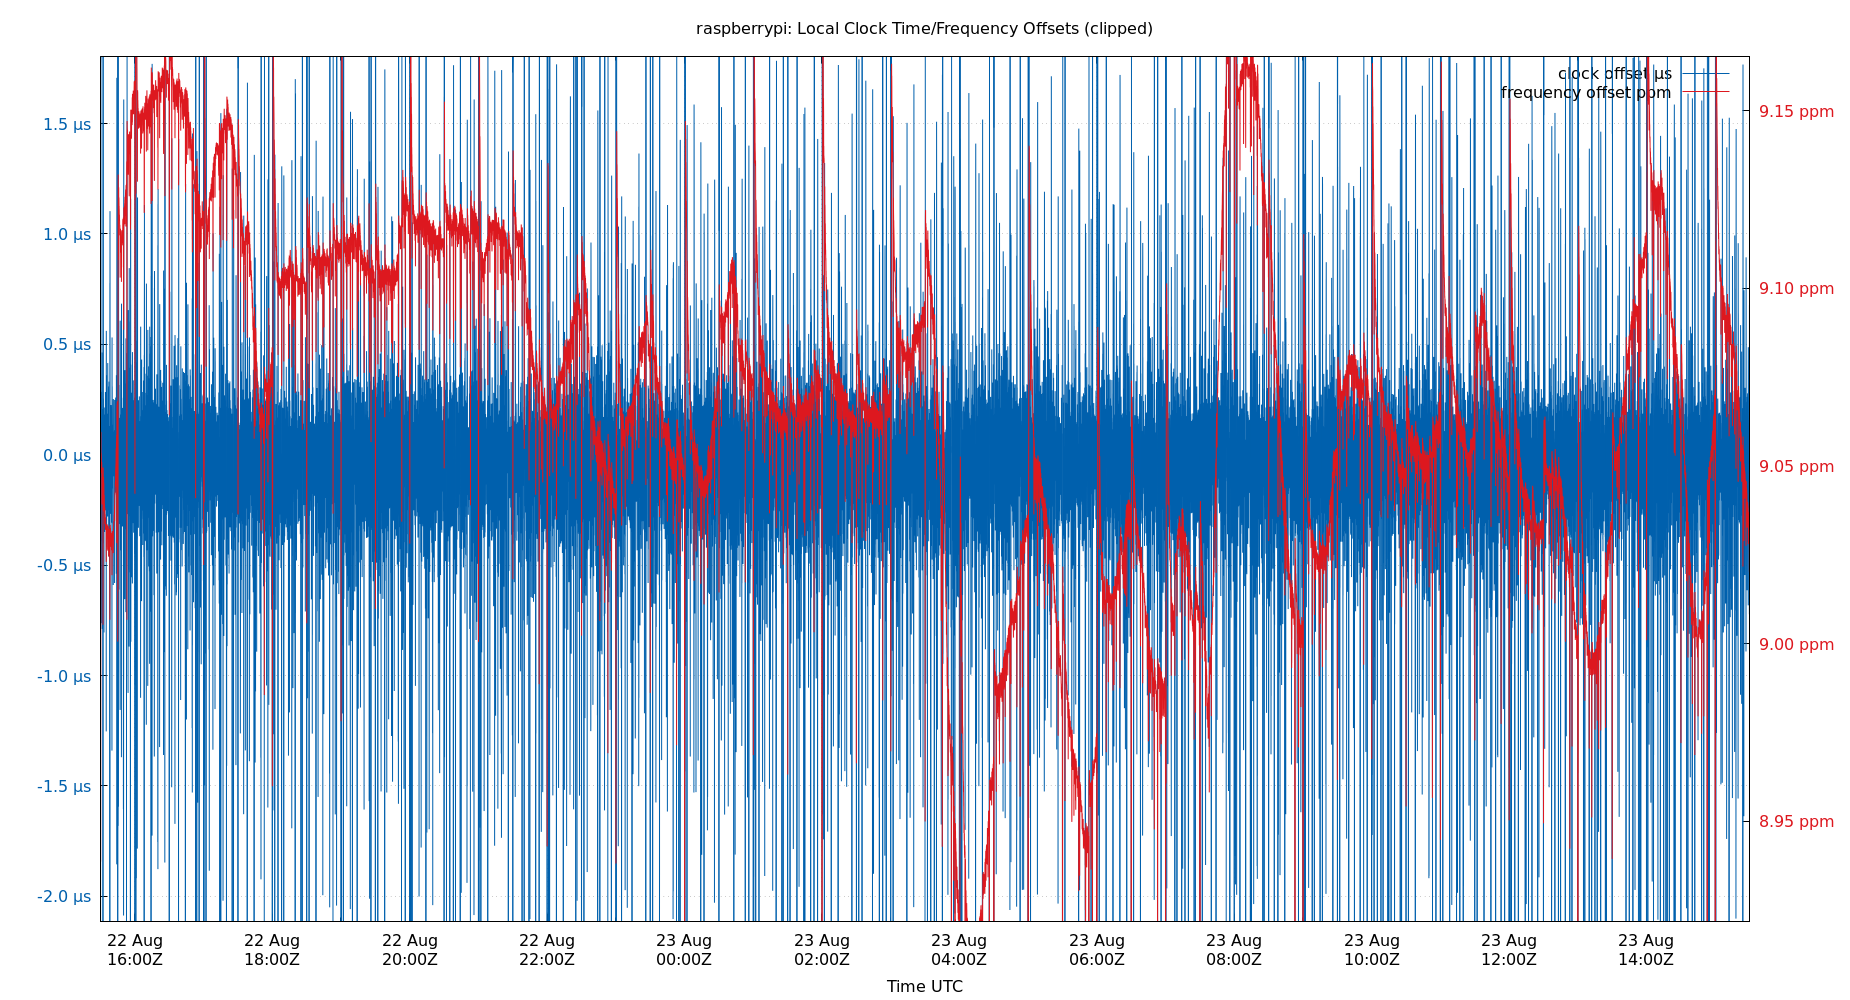 raspberrypi: Local Clock Time/Frequency Offsets (clipped)
clock offset µs
frequency offset ppm
1.5 µs
1.0 µs
0.5 µs
0.0 µs
-0.5 µs
-1.0 µs
-1.5 µs
-2.0 µs
9.15 ppm
9.10 ppm
9.05 ppm
9.00 ppm
8.95 ppm
22 Aug 22 Aug 22 Aug 22 Aug 23 Aug 23 Aug 23 Aug 23 Aug 23 Aug 23 Aug 23 Aug 23 Aug
16:00Z 18:00Z 20:00Z 22:00Z 00:00Z 02:00Z 04:00Z 06:00Z 08:00Z 10:00Z 12:00Z 14:00Z
Time UTC